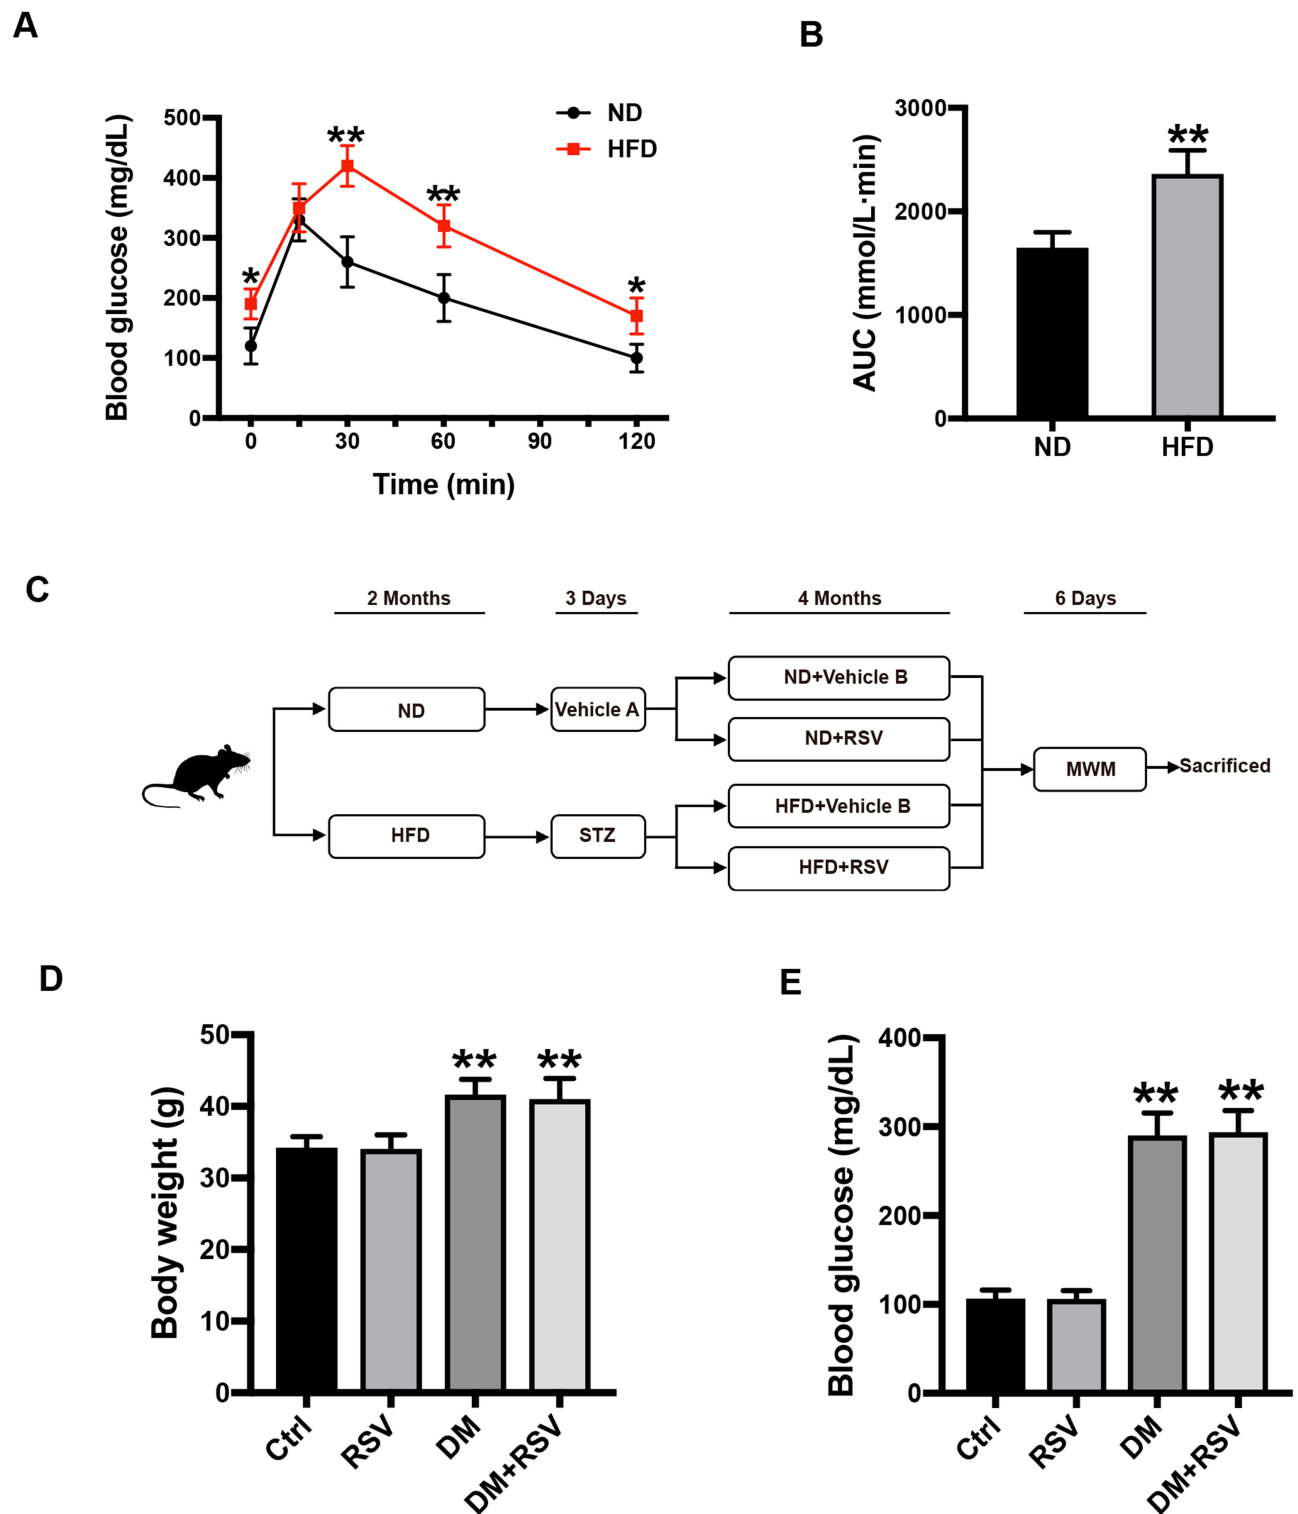 A
Blood glucose (mg/dL)
500
400
300
200
100
0
**
**
*
*
ND
HFD
0
30
60
90
120
Time (min)
B
AUC (mmol/L·min)
3000
2000
1000
0
**
ND
HFD
C
2 Months
3 Days
4 Months
6 Days
ND
Vehicle A
ND+Vehicle B
ND+RSV
HFD
STZ
HFD+Vehicle B
HFD+RSV
MWM
Sacrificed
D
Body weight (g)
50
40
30
20
10
0
**
**
Ctrl
RSV
DM
DM+RSV
E
Blood glucose (mg/dL)
400
300
200
100
0
**
**
Ctrl
RSV
DM
DM+RSV